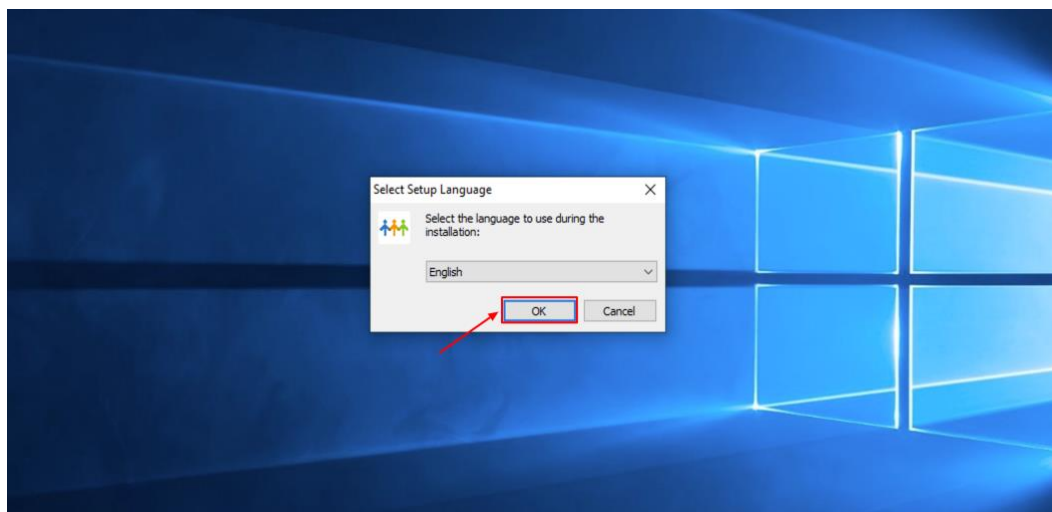 Select Setup Language
Select the language to use during the
installation:
English
OK
Cancel